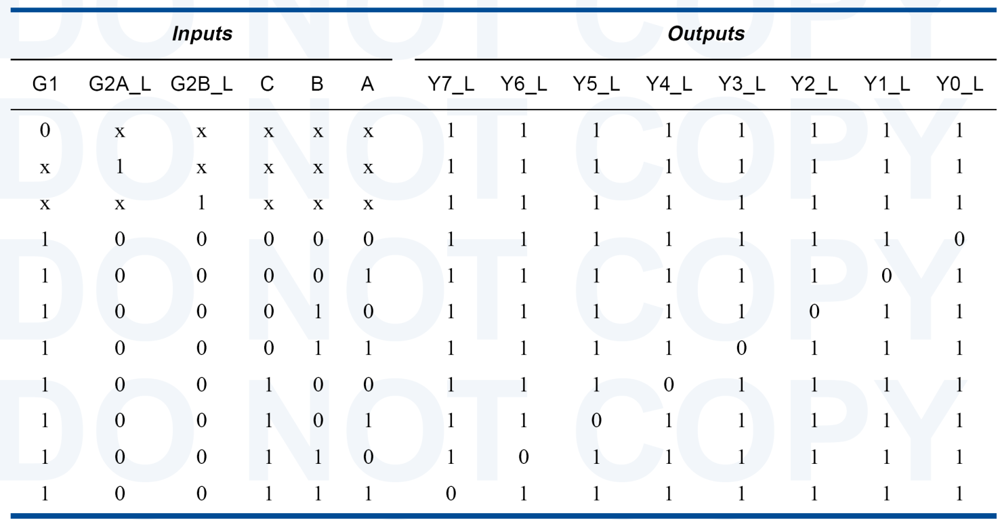 Inputs Outputs
G1 G2A_L G2B_L C B A Y7_L Y6_L Y5_L Y4_L Y3_L Y2_L Y1_L Y0_L
0 x x x x x 1 1 1 1 1 1 1 1
x 1 x x x x 1 1 1 1 1 1 1 1
x x 1 x x x 1 1 1 1 1 1 1 1
1 0 0 0 0 0 1 1 1 1 1 1 1 0
1 0 0 0 0 1 1 1 1 1 1 1 0 1
1 0 0 0 1 0 1 1 1 1 1 0 1 1
1 0 0 0 1 1 1 1 1 1 0 1 1 1
1 0 0 1 0 0 1 1 1 0 1 1 1 1
1 0 0 1 0 1 1 1 0 1 1 1 1 1
1 0 0 1 1 0 1 0 1 1 1 1 1 1
1 0 0 1 1 1 0 1 1 1 1 1 1 1
DO NOT COPY
DO NOT COPY
DO NOT COPY
DO NOT COPY